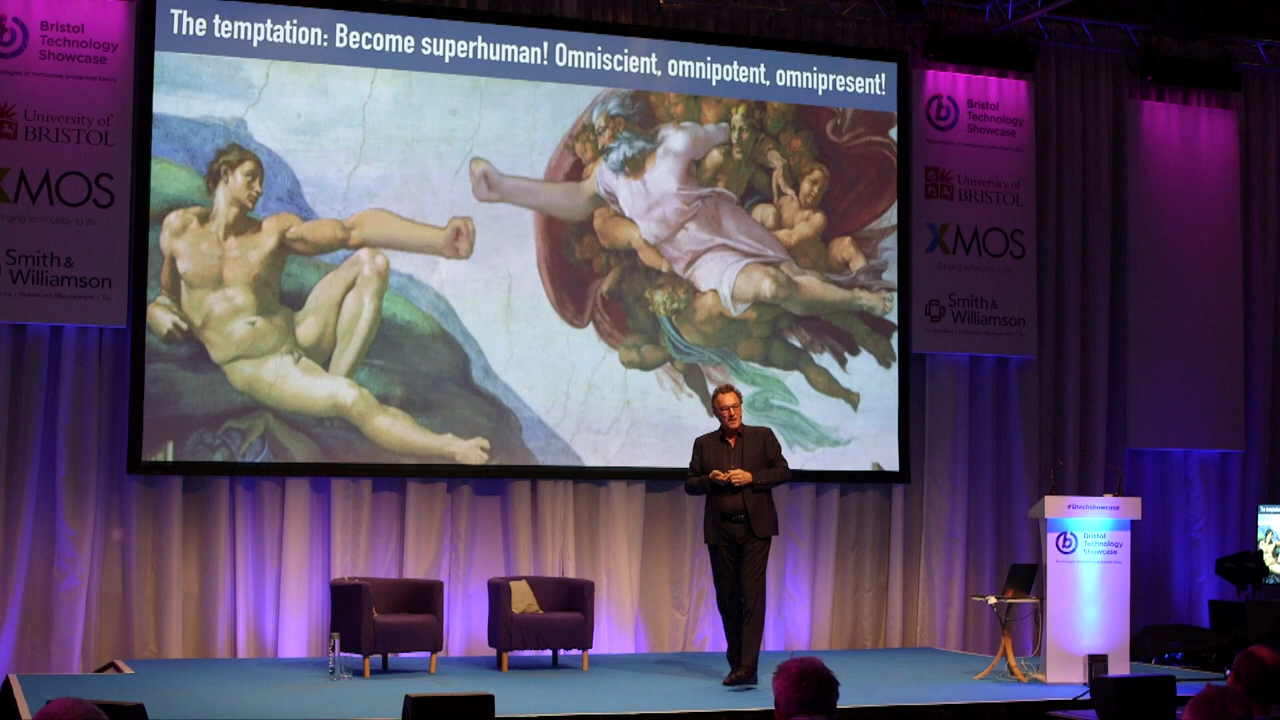 The temptation: Become superhuman! Omniscient, omnipotent, omnipresent!
Bristol
Technology
Showcase
University of
BRISTOL
XMOS
Smith &
Williamson
Bristol
Technology
Showcase
University of
BRISTOL
XMOS
Smith &
Williamson
#Btechshowcase
Bristol
Technology
Showcase